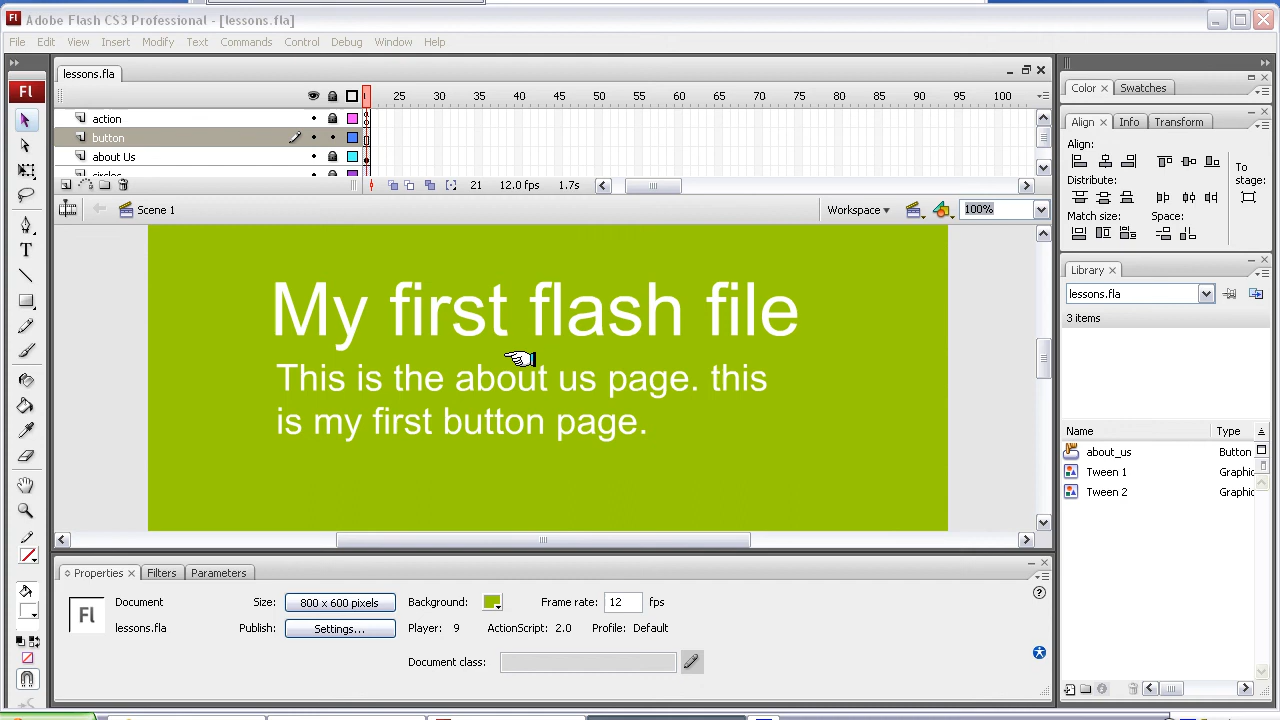 Adobe Flash CS3 Professional - [lessons.fla]
File Edit View Insert Modify Text Commands Control Debug Window Help
lessons.fla
25 30 35 40 45 50 55 60 65 70 75 80 85 90 95 100
action
button
about Us
21 12.0 fps 1.7s
Scene 1
Workspace
100%
My first flash file
This is the about us page. this
is my first button page.
Properties Filters Parameters
Fl
Document
lessons.fla
Size: 800 x 600 pixels
Background:
Frame rate: 12 fps
Publish: Settings...
Player: 9 ActionScript: 2.0 Profile: Default
Document class:
Color Swatches
Align Info Transform
Align:
Distribute:
Match size: Space:
To
stage:
Library
lessons.fla
3 items
Name Type
about_us Button
Tween 1 Graphic
Tween 2 Graphic
Fl